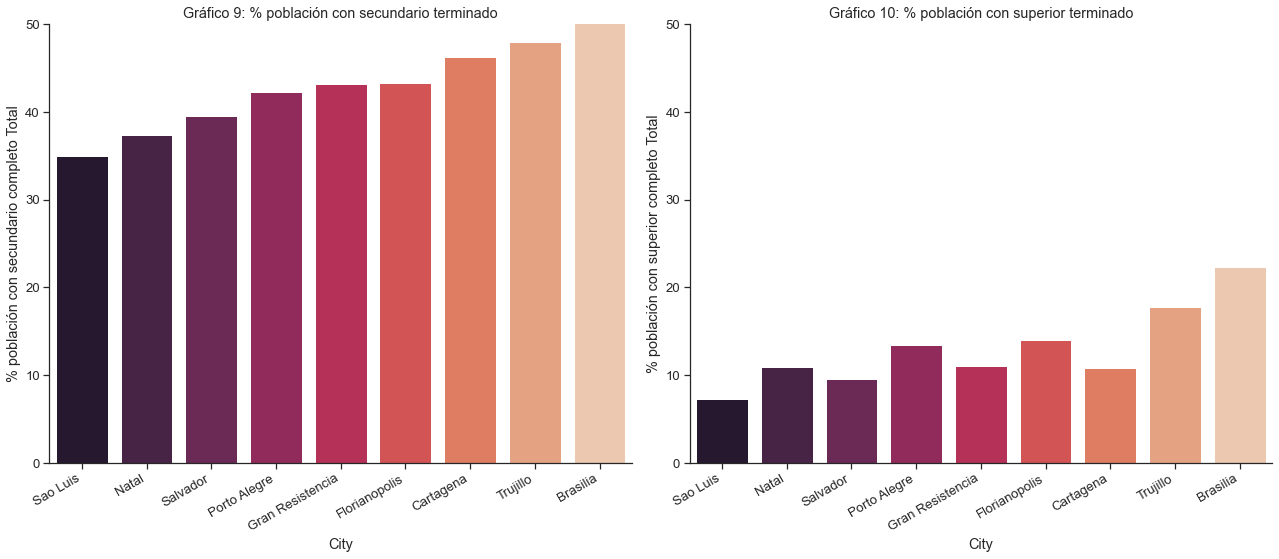 Gráfico 9: % población con secundario terminado
% población con secundario completo Total
50
40
30
20
10
0
Sao Luis
Natal
Salvador
Porto Alegre
Gran Resistencia
Florianopolis
Cartagena
Trujillo
Brasilia
City
Gráfico 10: % población con superior terminado
% población con superior completo Total
50
40
30
20
10
0
Sao Luis
Natal
Salvador
Porto Alegre
Gran Resistencia
Florianopolis
Cartagena
Trujillo
Brasilia
City